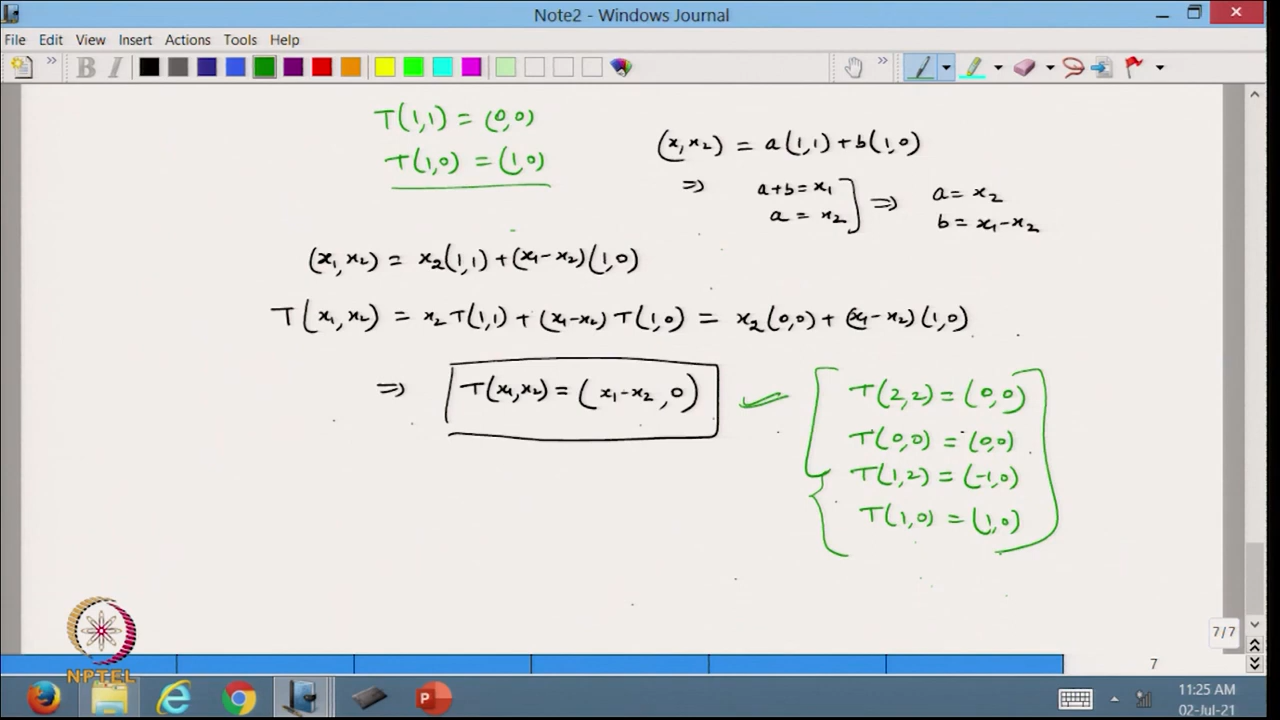 Note2 - Windows Journal
File Edit View Insert Actions Tools Help
T(1,1) = (0,0)
T(1,0) = (1,0)
(x₁,x₂) = a(1,1) + b(1,0)
⇒ a+b = x₁
a = x₂
⇒ a = x₂
b = x₁-x₂
(x₁,x₂) = x₂(1,1) + (x₁-x₂)(1,0)
T(x₁,x₂) = x₂T(1,1) + (x₁-x₂)T(1,0) = x₂(0,0) + (x₁-x₂)(1,0)
⇒ T(x₁,x₂) = (x₁-x₂,0) ✓
T(2,2) = (0,0)
T(0,0) = (0,0)
T(1,2) = (-1,0)
T(1,0) = (1,0)
7/7
7
NPTEL
11:25 AM
02-Jul-21